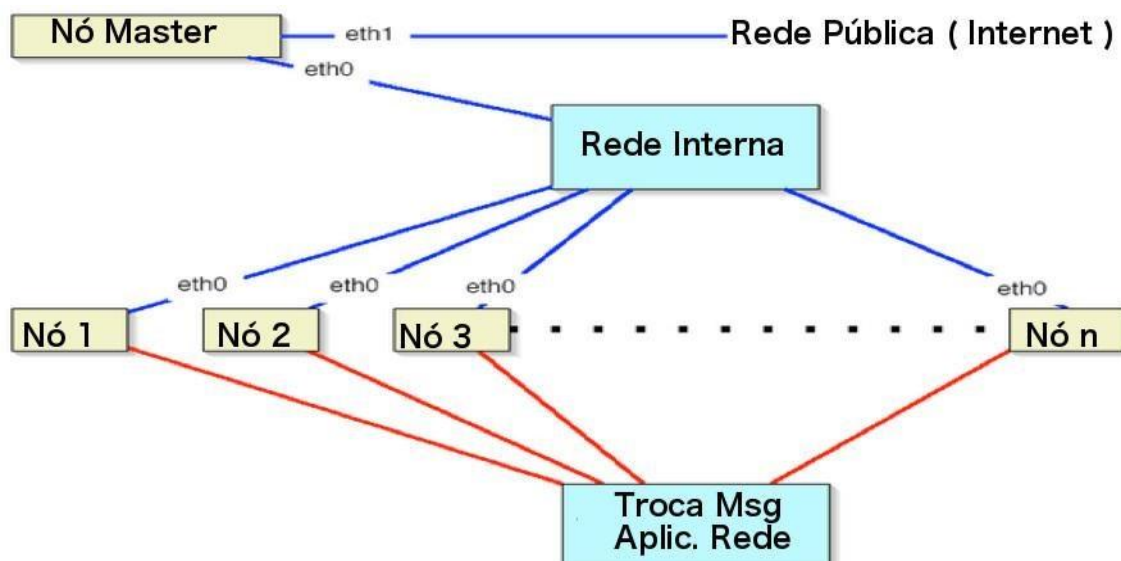 Nó Master
eth1
Rede Pública ( Internet )
eth0
Rede Interna
eth0
eth0
eth0
eth0
Nó 1
Nó 2
Nó 3
Nó n
Troca Msg
Aplic. Rede